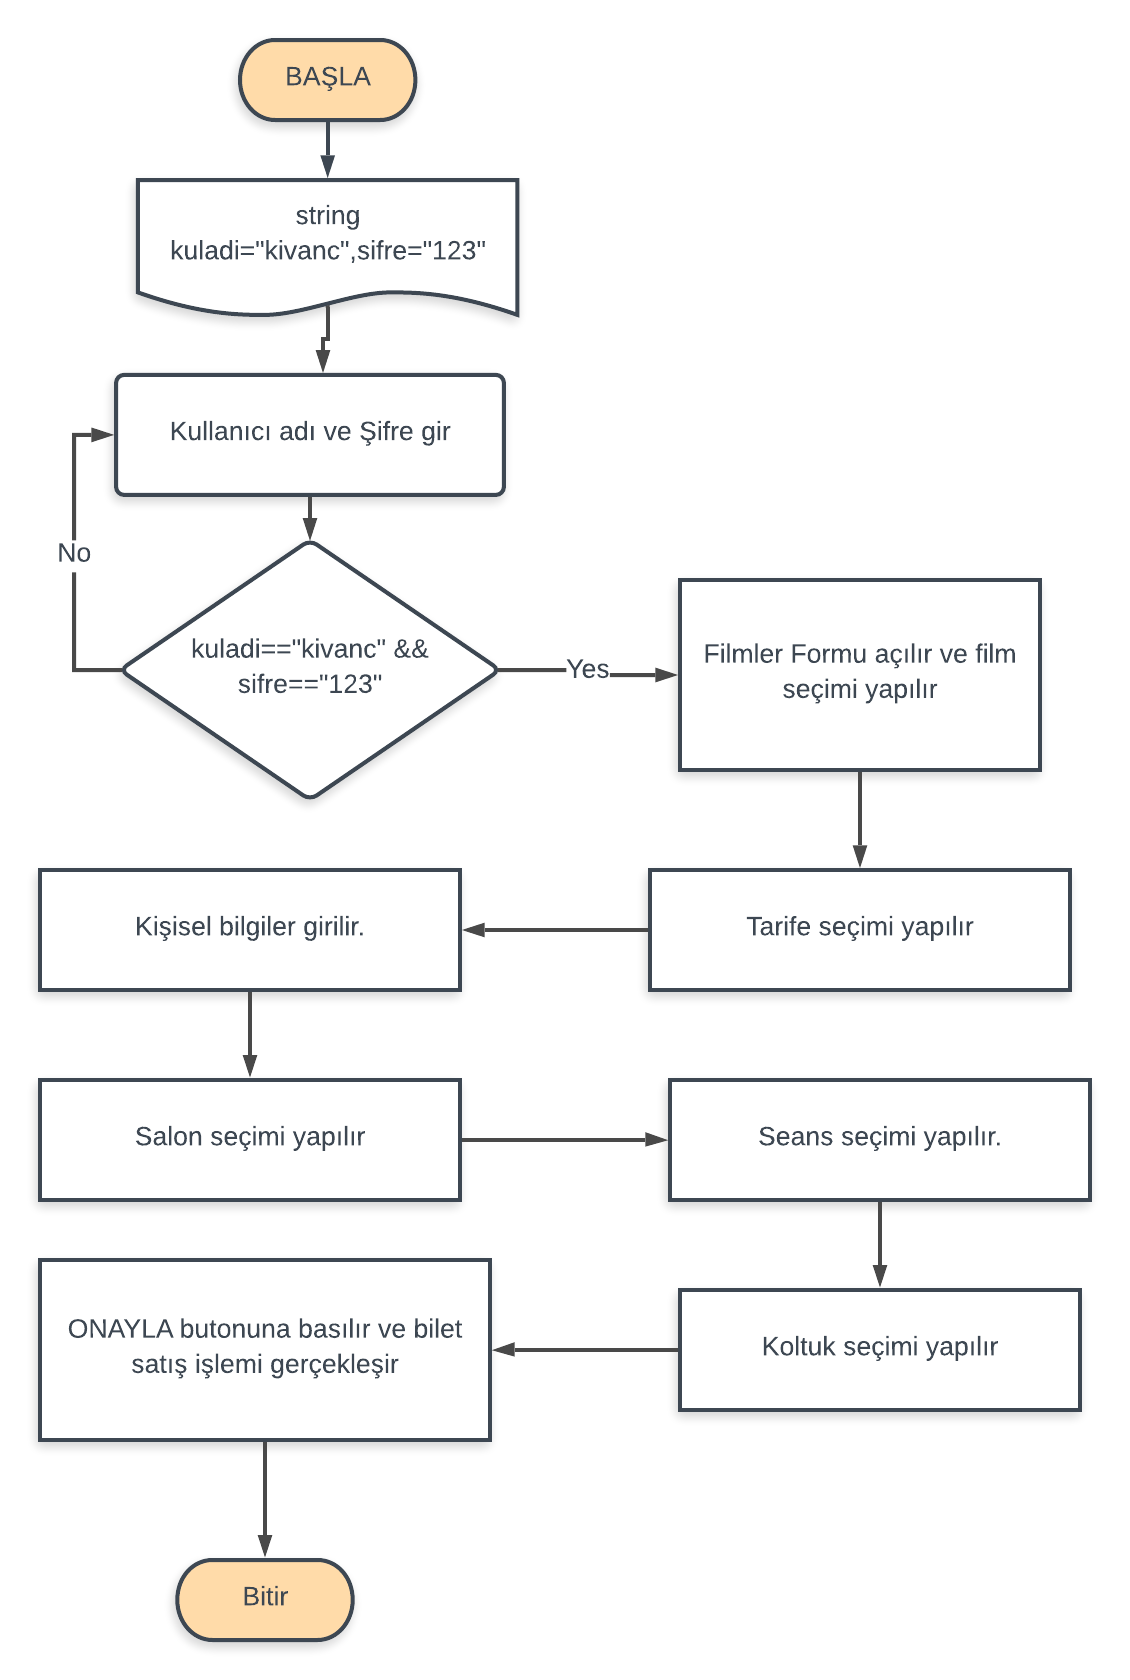 BAŞLA
string
kuladi="kivanc",sifre="123"
Kullanıcı adı ve Şifre gir
No
kuladi=="kivanc" &&
sifre=="123"
Yes
Filmler Formu açılır ve film
seçimi yapılır
Tarife seçimi yapılır
Kişisel bilgiler girilir.
Salon seçimi yapılır
Seans seçimi yapılır.
Koltuk seçimi yapılır
ONAYLA butonuna basılır ve bilet
satış işlemi gerçekleşir
Bitir